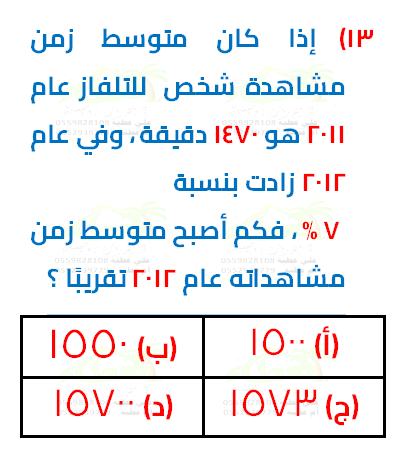 ١٣) إذا كان متوسط زمن
مشاهدة شخص للتلفاز عام
٢٠١١ هو ١٤٧٠ دقيقة، وفي عام
٢٠١٢ زادت بنسبة
٧ %، فكم أصبح متوسط زمن
مشاهداته عام ٢٠١٢ تقريبًا ؟
(أ) ١٥٠٠ (ب) ١٥٥٠
(ج) ١٥٧٣ (د) ١٥٧٠٠